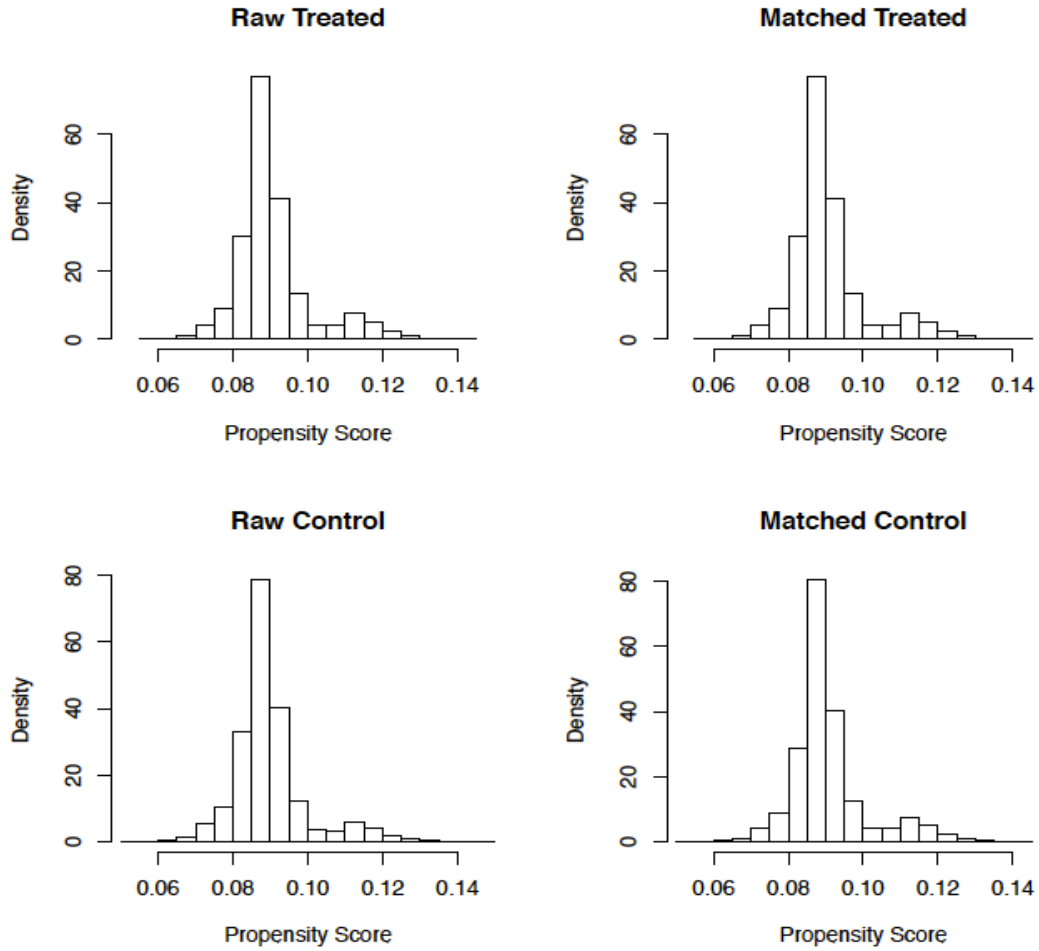 Raw Treated
Density
0 20 40 60
0.06 0.08 0.10 0.12 0.14
Propensity Score
Matched Treated
Density
0 20 40 60
0.06 0.08 0.10 0.12 0.14
Propensity Score
Raw Control
Density
0 20 40 60 80
0.06 0.08 0.10 0.12 0.14
Propensity Score
Matched Control
Density
0 20 40 60 80
0.06 0.08 0.10 0.12 0.14
Propensity Score